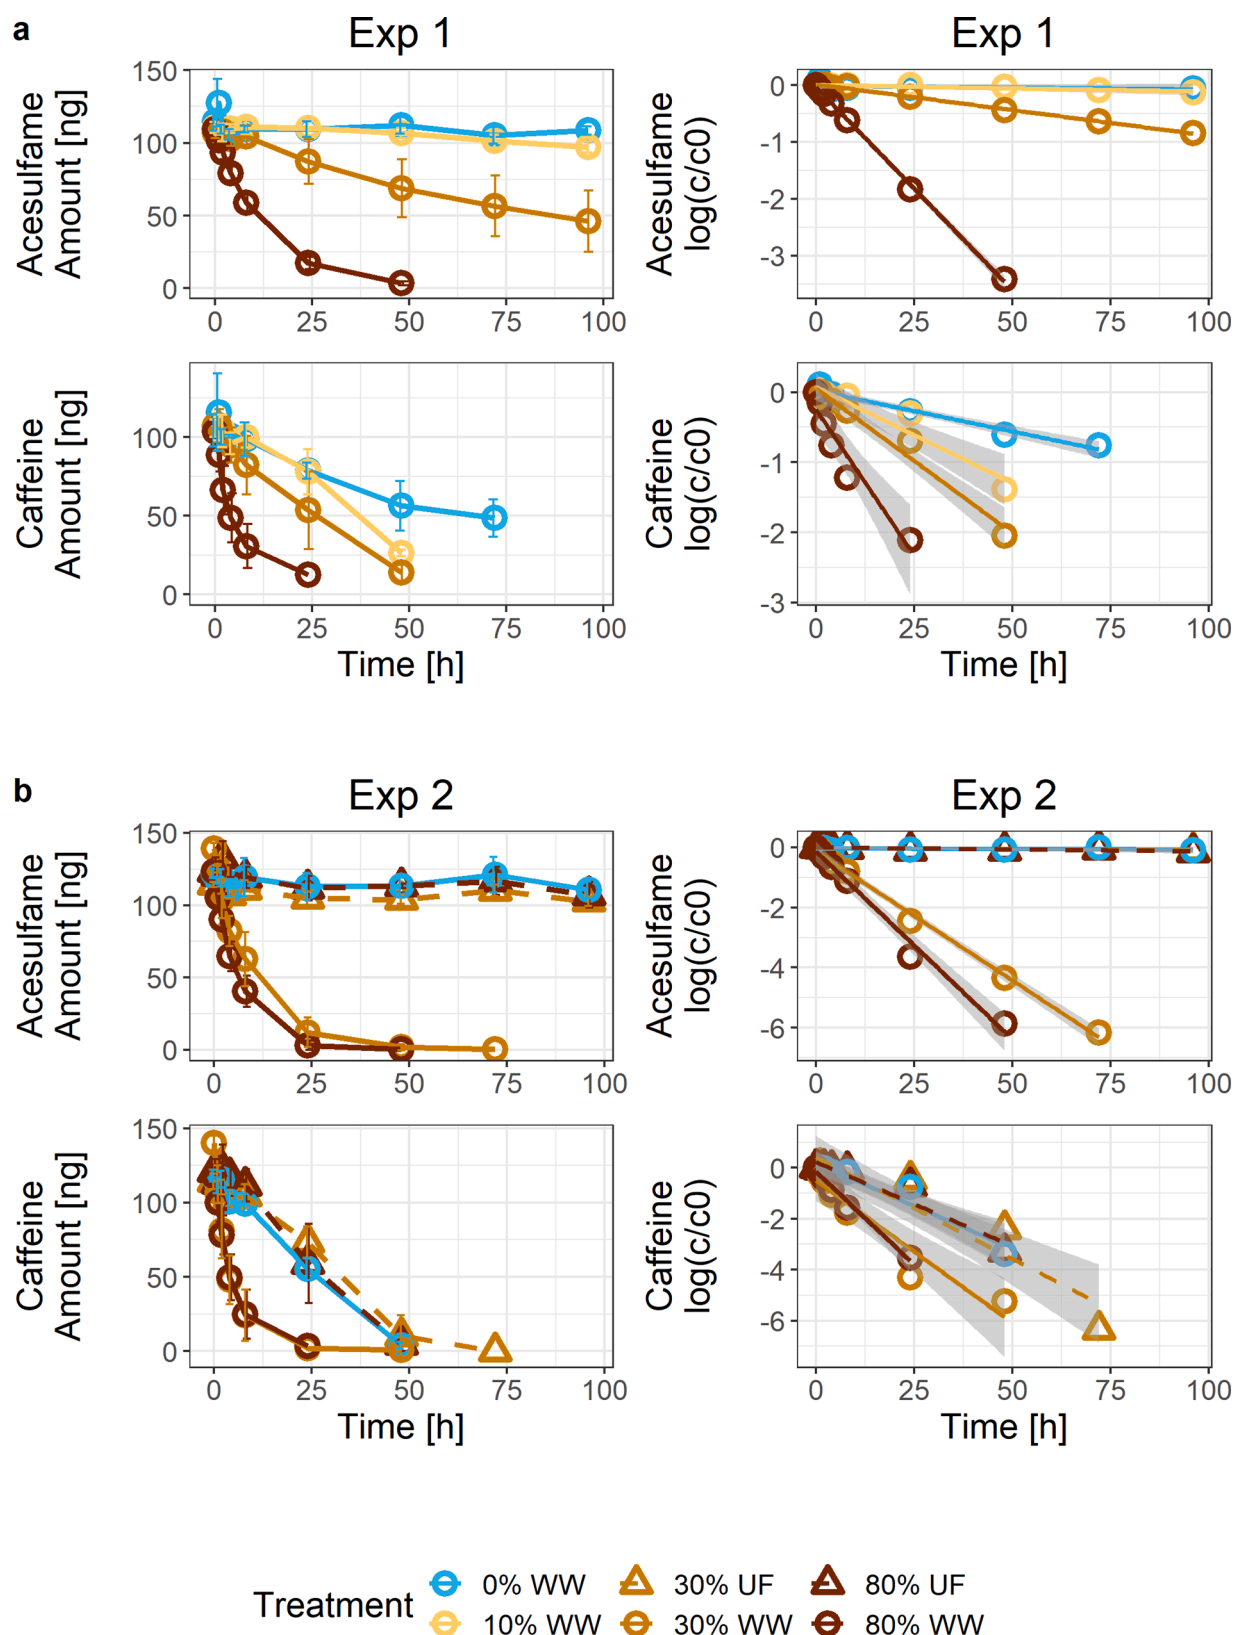 a
Exp 1
Exp 1
Acesulfame
Amount [ng]
150
100
50
0
0 25 50 75 100
Acesulfame
log(c/c0)
0
-1
-2
-3
0 25 50 75 100
Caffeine
Amount [ng]
100
50
0
0 25 50 75 100
Time [h]
Caffeine
log(c/c0)
0
-1
-2
-3
0 25 50 75 100
Time [h]
b
Exp 2
Exp 2
Acesulfame
Amount [ng]
150
100
50
0
0 25 50 75 100
Acesulfame
log(c/c0)
0
-2
-4
-6
0 25 50 75 100
Caffeine
Amount [ng]
150
100
50
0
0 25 50 75 100
Time [h]
Caffeine
log(c/c0)
0
-2
-4
-6
0 25 50 75 100
Time [h]
Treatment
0% WW 30% UF 80% UF
10% WW 30% WW 80% WW